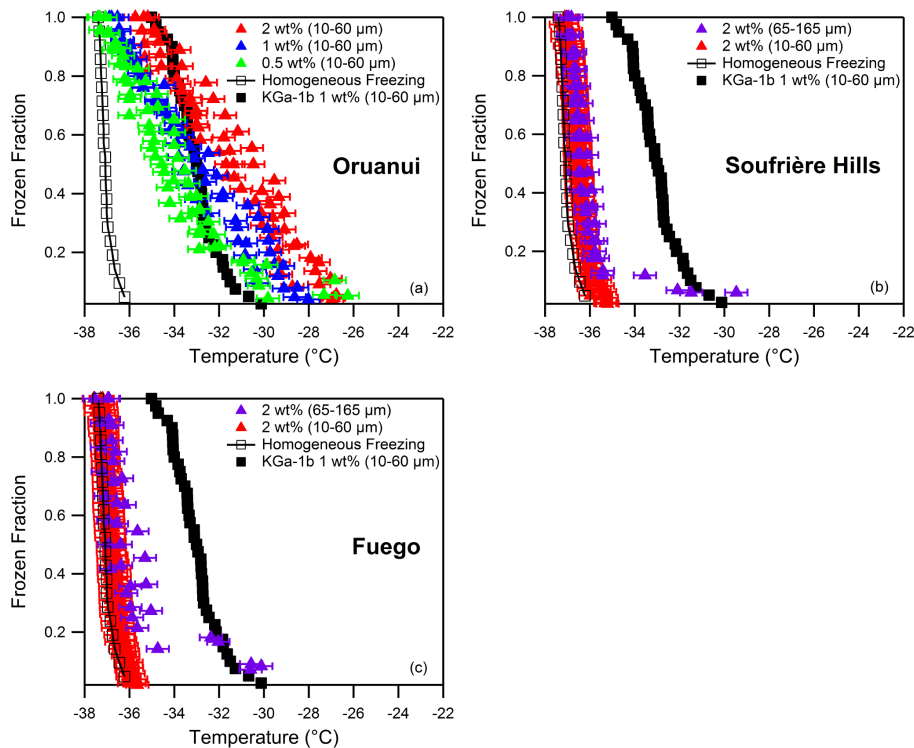 1.0
0.8
0.6
0.4
0.2
Frozen Fraction
2 wt% (10-60 µm)
1 wt% (10-60 µm)
0.5 wt% (10-60 µm)
Homogeneous Freezing
KGa-1b 1 wt% (10-60 µm)
Oruanui
(a)
-38 -36 -34 -32 -30 -28 -26 -24 -22
Temperature (°C)
1.0
0.8
0.6
0.4
0.2
Frozen Fraction
2 wt% (65-165 µm)
2 wt% (10-60 µm)
Homogeneous Freezing
KGa-1b 1 wt% (10-60 µm)
Soufrière Hills
(b)
-38 -36 -34 -32 -30 -28 -26 -24 -22
Temperature (°C)
1.0
0.8
0.6
0.4
0.2
Frozen Fraction
2 wt% (65-165 µm)
2 wt% (10-60 µm)
Homogeneous Freezing
KGa-1b 1 wt% (10-60 µm)
Fuego
(c)
-38 -36 -34 -32 -30 -28 -26 -24 -22
Temperature (°C)